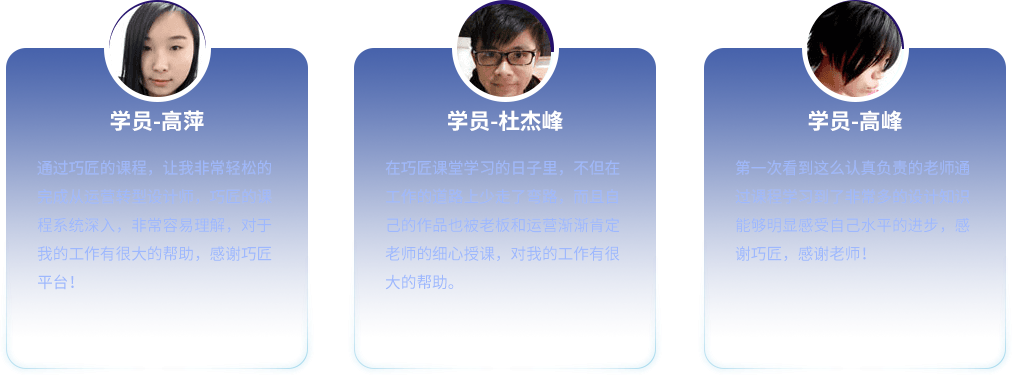 学员-高萍
通过巧匠的课程，让我非常轻松的
程系统深入，非常容易理解，对于
我的工作有很大的帮助，感谢巧匠
平台！
学员-杜杰峰
在巧匠课堂学习的日子里，不但在
己的作品也被老板和运营渐渐肯定
老师的细心授课，对我的工作有很
大的帮助。
学员-高峰
第一次看到这么认真负责的老师通
能够明显感受自己水平的进步，感
谢巧匠，感谢老师！